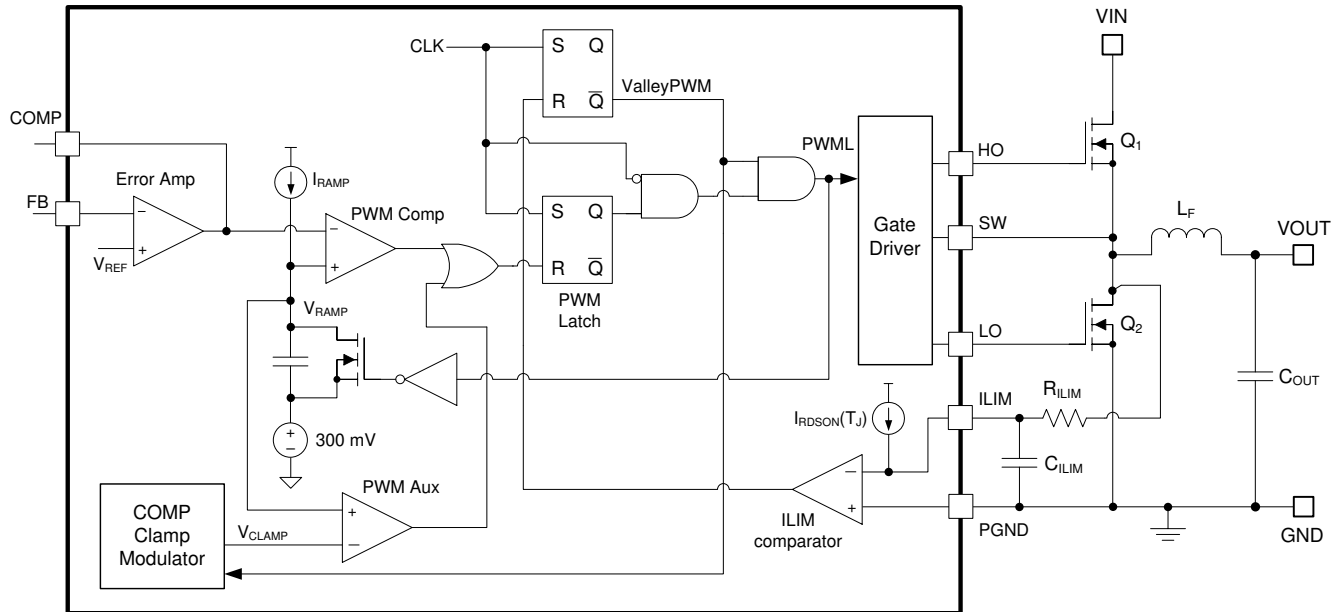 VIN
CLK
S Q
R Q
ValleyPWM
COMP
PWML
HO
Q1
Error Amp
IRAMP
FB
PWM Comp
S Q
R Q
PWM
Latch
Gate
Driver
SW
LF
VOUT
VREF
VRAMP
LO
Q2
COUT
RILIM
ILIM
IRDSON(TJ)
300 mV
CILIM
PWM Aux
COMP
Clamp
Modulator
VCLAMP
ILIM
comparator
PGND
GND